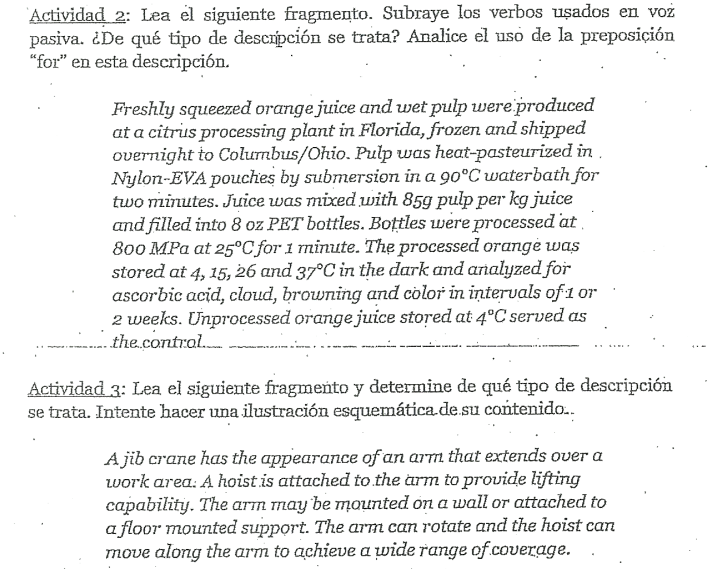 Actividad 2: Lea el siguiente fragmento. Subraye los verbos usados en voz
pasiva. ¿De qué tipo de descripción se trata? Analice el uso de la preposición
“for” en esta descripción.
Freshly squeezed orange juice and wet pulp were produced
at a citrus processing plant in Florida, frozen and shipped
overnight to Columbus/Ohio. Pulp was heat-pasteurized in
Nylon-EVA pouches by submersion in a 90°C waterbath for
two minutes. Juice was mixed with 85g pulp per kg juice
and filled into 8 oz PET bottles. Bottles were processed at
800 MPa at 25°C for 1 minute. The processed orange was
stored at 4, 15, 26 and 37°C in the dark and analyzed for
ascorbic acid, cloud, browning and color in intervals of 1 or
2 weeks. Unprocessed orange juice stored at 4°C served as
the control.
Actividad 3: Lea el siguiente fragmento y determine de qué tipo de descripción
se trata. Intente hacer una ilustración esquemática de su contenido.
A jib crane has the appearance of an arm that extends over a
work area. A hoist is attached to the arm to provide lifting
capability. The arm may be mounted on a wall or attached to
a floor mounted support. The arm can rotate and the hoist can
move along the arm to achieve a wide range of coverage.